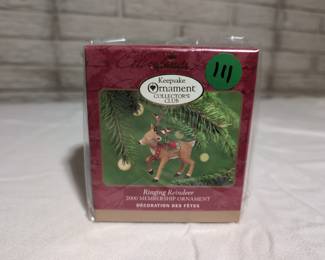 111
Keepsake
Ornament
COLLECTOR'S
CLUB
Ringing Reindeer
2000 MEMBERSHIP ORNAMENT
DÉCORATION DES FÊTES